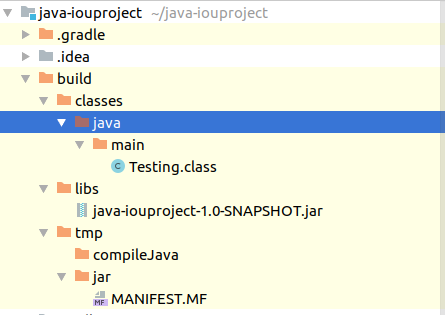 java-iouproject ~/java-iouproject
.gradle
.idea
build
classes
java
main
Testing.class
libs
java-iouproject-1.0-SNAPSHOT.jar
tmp
compileJava
jar
MANIFEST.MF